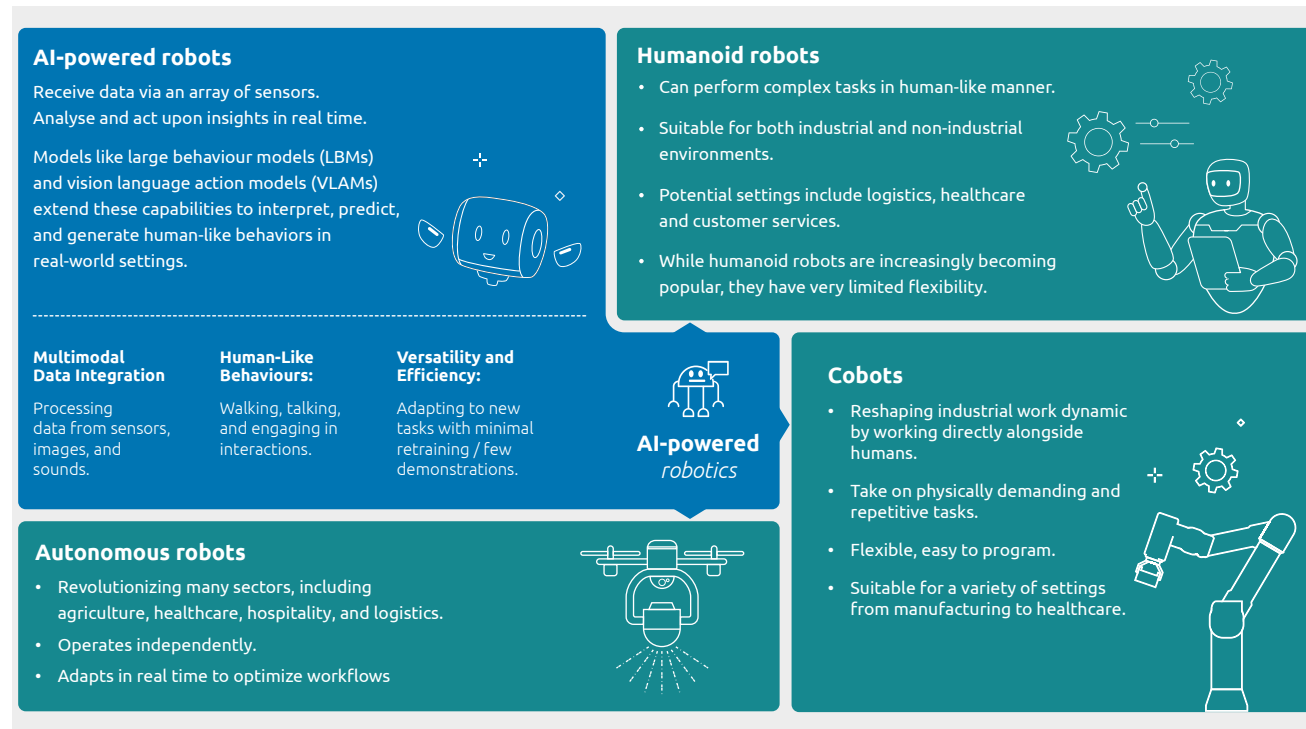 AI-powered robots
Receive data via an array of sensors.
Analyse and act upon insights in real time.
Models like large behaviour models (LBMs)
and vision language action models (VLAMs)
extend these capabilities to interpret, predict,
and generate human-like behaviors in
real-world settings.
Multimodal
Data Integration
Processing
data from sensors,
images, and
sounds.
Human-Like
Behaviours:
Walking, talking,
and engaging in
interactions.
Versatility and
Efficiency:
Adapting to new
tasks with minimal
retraining / few
demonstrations.
AI-powered
robotics
Humanoid robots
• Can perform complex tasks in human-like manner.
• Suitable for both industrial and non-industrial
environments.
• Potential settings include logistics, healthcare
and customer services.
• While humanoid robots are increasingly becoming
popular, they have very limited flexibility.
Cobots
• Reshaping industrial work dynamic
by working directly alongside
humans.
• Take on physically demanding and
repetitive tasks.
• Flexible, easy to program.
• Suitable for a variety of settings
from manufacturing to healthcare.
Autonomous robots
• Revolutionizing many sectors, including
agriculture, healthcare, hospitality, and logistics.
• Operates independently.
• Adapts in real time to optimize workflows